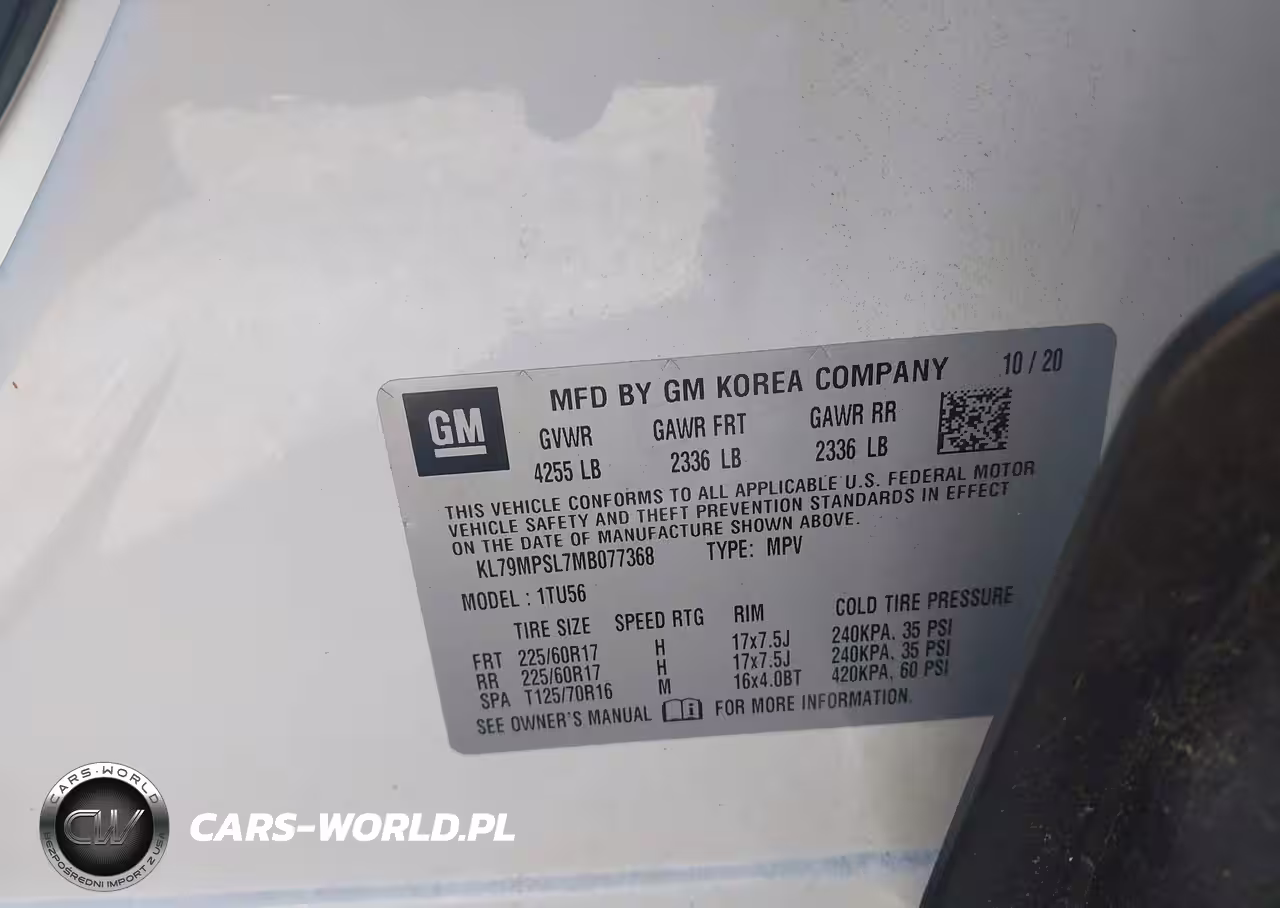 MFD BY GM KOREA COMPANY 10 / 20
GM
GVWR GAWR FRT GAWR RR
4255 LB 2336 LB 2336 LB
THIS VEHICLE CONFORMS TO ALL APPLICABLE U.S. FEDERAL MOTOR
VEHICLE SAFETY AND THEFT PREVENTION STANDARDS IN EFFECT
ON THE DATE OF MANUFACTURE SHOWN ABOVE.
KL79MPSL7MB077368 TYPE: MPV
MODEL : 1TU56
TIRE SIZE SPEED RTG RIM COLD TIRE PRESSURE
FRT 225/60R17 H 17x7.5J 240KPA, 35 PSI
RR 225/60R17 H 17x7.5J 240KPA, 35 PSI
SPA T125/70R16 M 16x4.0BT 420KPA, 60 PSI
SEE OWNER'S MANUAL FOR MORE INFORMATION.
CARS-WORLD
CW
BEZPOŚREDNI IMPORT Z USA
CARS-WORLD.PL